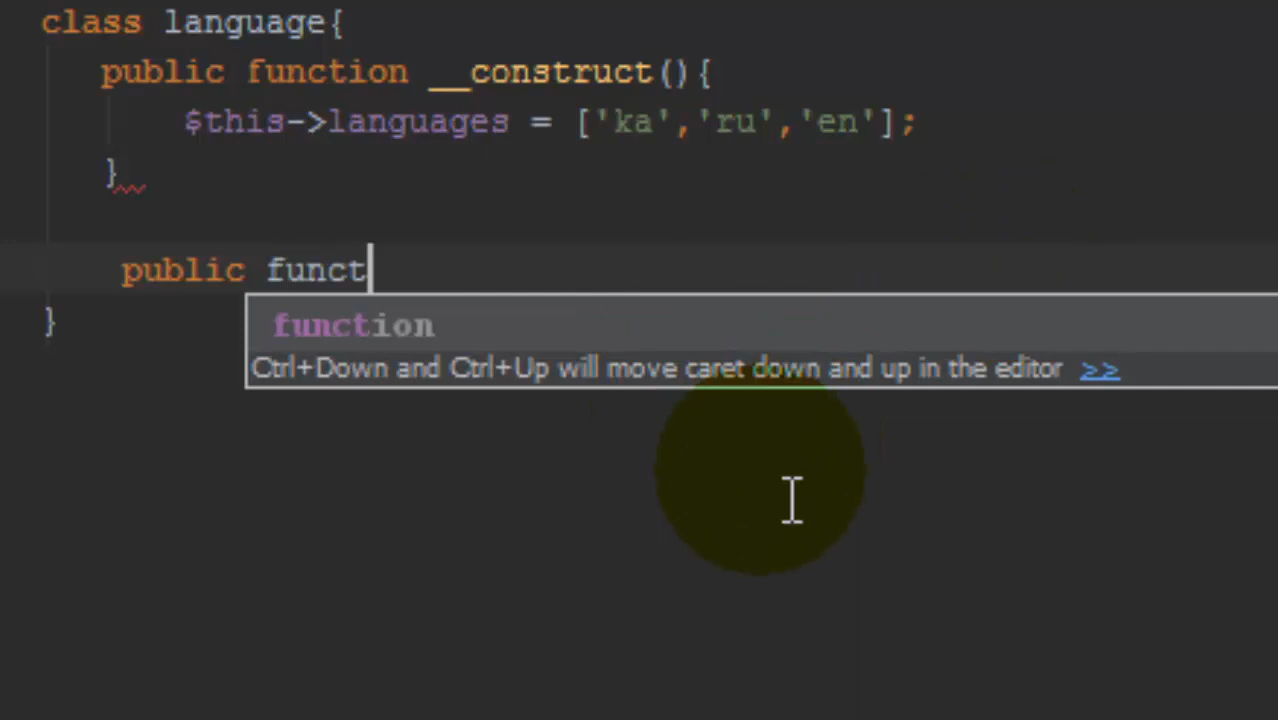 class language{
public function __construct(){
$this->languages = ['ka','ru','en'];
}
public funct
function
Ctrl+Down and Ctrl+Up will move caret down and up in the editor >>
}